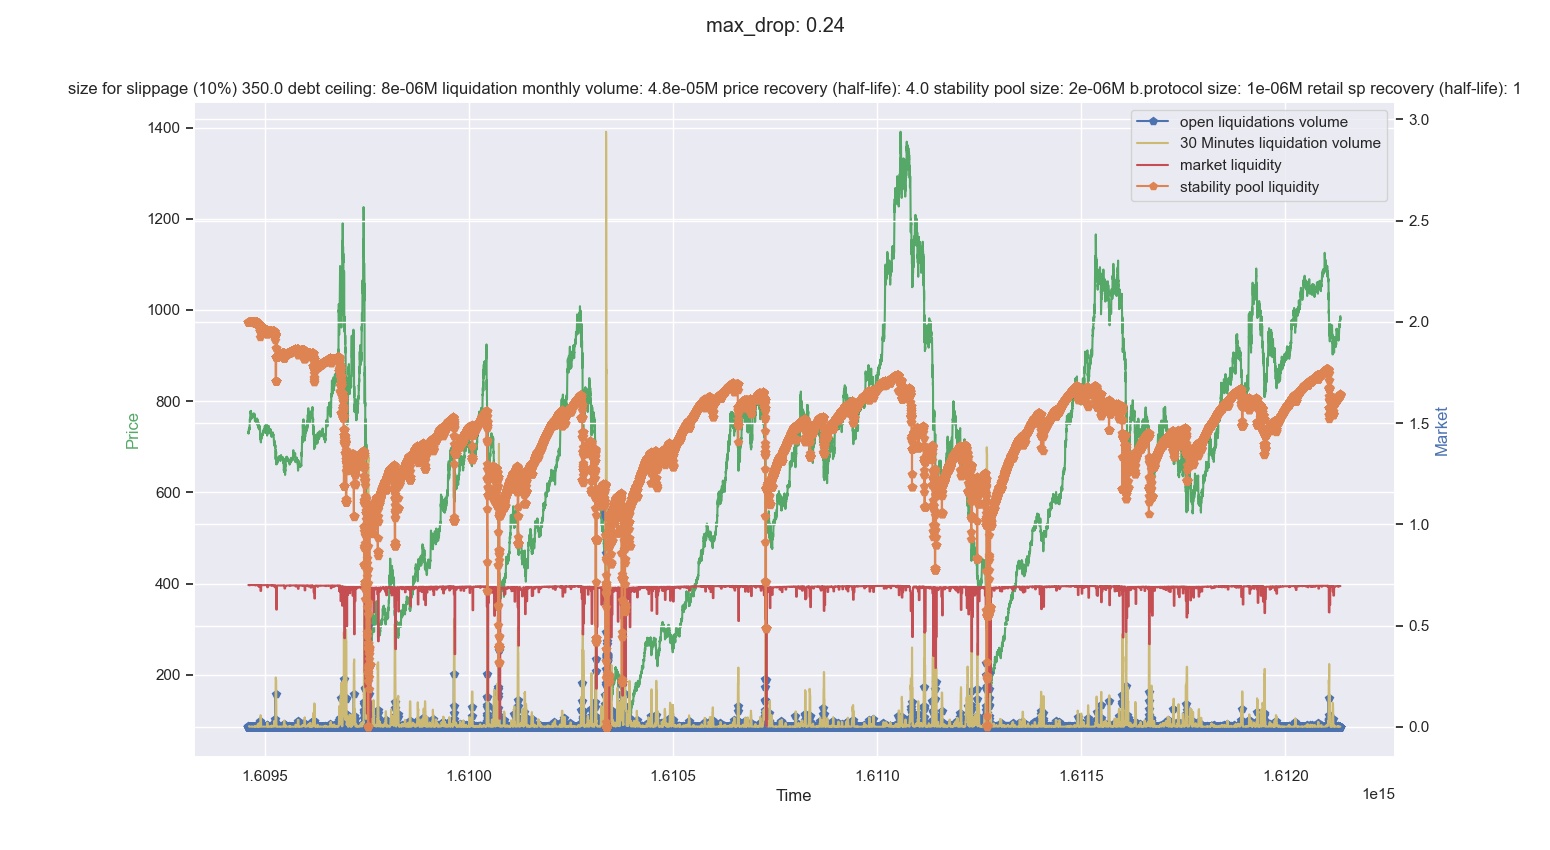 max_drop: 0.24
size for slippage (10%) 350.0 debt ceiling: 8e-06M liquidation monthly volume: 4.8e-05M price recovery (half-life): 4.0 stability pool size: 2e-06M b.protocol size: 1e-06M retail sp recovery (half-life): 1
open liquidations volume
30 Minutes liquidation volume
market liquidity
stability pool liquidity
1400
1200
1000
800
600
400
200
Price
3.0
2.5
2.0
1.5
1.0
0.5
0.0
Market
1.6095 1.6100 1.6105 1.6110 1.6115 1.6120
Time
1e15